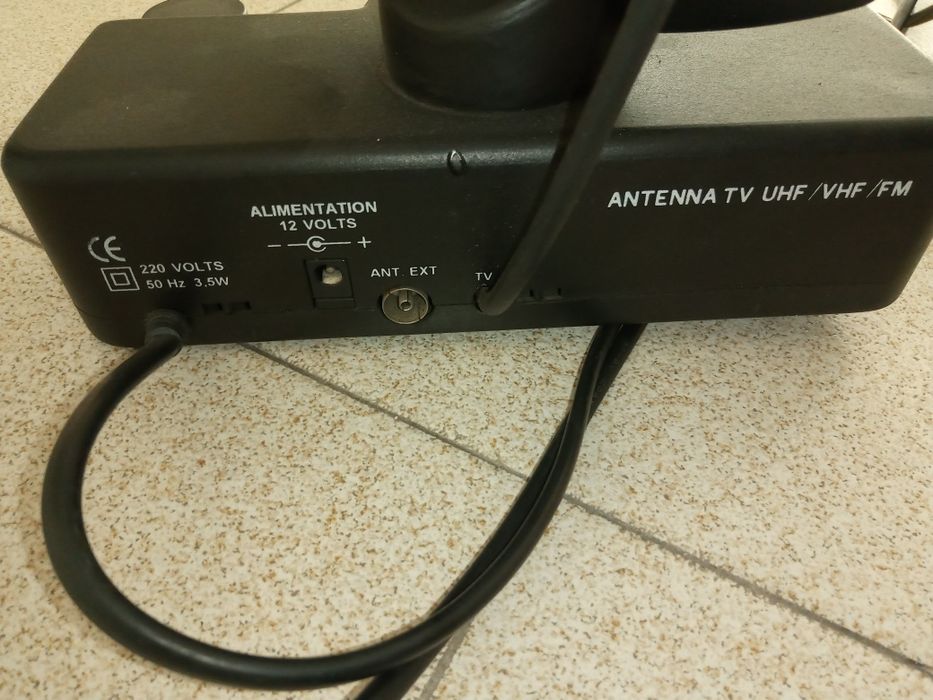 ALIMENTATION
12 VOLTS
- +
ANTENNA TV UHF/VHF/FM
CE
220 VOLTS
50 Hz 3.5W
ANT. EXT
TV